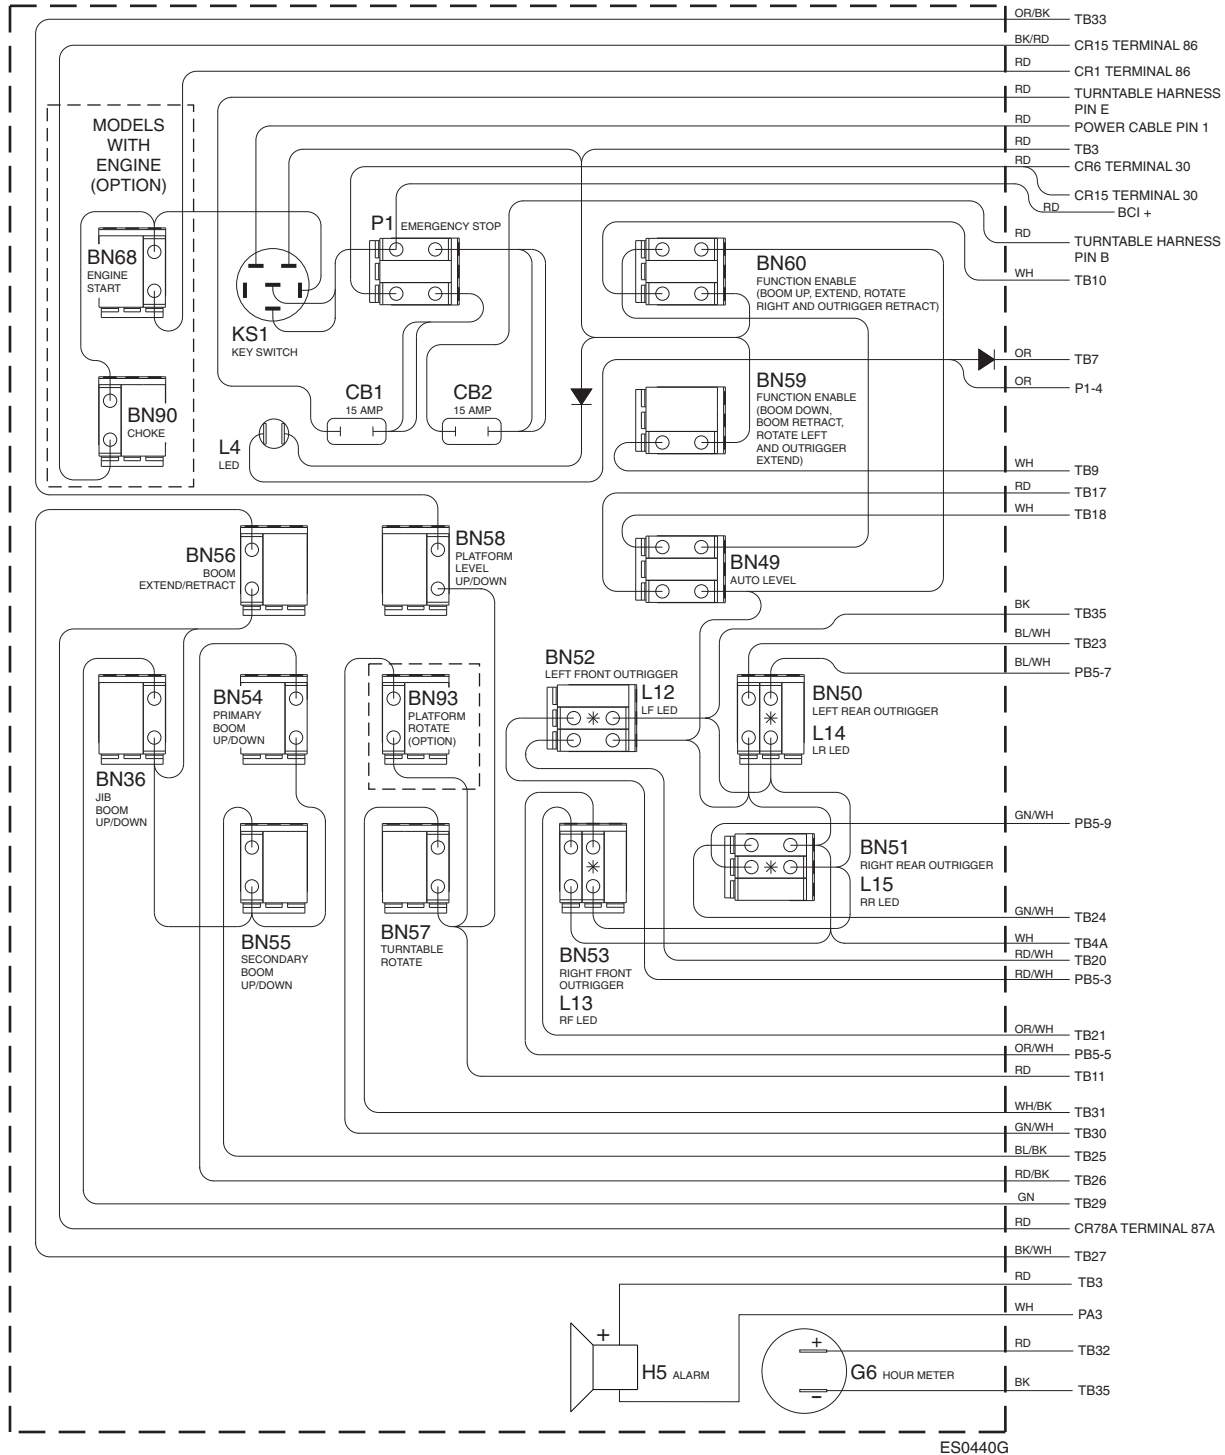 OR/BK TB33
BK/RD CR15 TERMINAL 86
RD CR1 TERMINAL 86
RD TURNTABLE HARNESS
PIN E
RD POWER CABLE PIN 1
RD TB3
RD CR6 TERMINAL 30
CR15 TERMINAL 30
RD BCI +
RD TURNTABLE HARNESS
PIN B
WH TB10
OR TB7
OR P1-4
WH TB9
RD TB17
WH TB18
BK TB35
BL/WH TB23
BL/WH PB5-7
GN/WH PB5-9
GN/WH TB24
WH TB4A
RD/WH TB20
RD/WH PB5-3
OR/WH TB21
OR/WH PB5-5
RD TB11
WH/BK TB31
GN/WH TB30
BL/BK TB25
RD/BK TB26
GN TB29
RD CR78A TERMINAL 87A
BK/WH TB27
RD TB3
WH PA3
RD TB32
BK TB35
MODELS
WITH
ENGINE
(OPTION)
BN68
ENGINE
START
BN90
CHOKE
KS1
KEY SWITCH
P1 EMERGENCY STOP
CB1
15 AMP
CB2
15 AMP
L4
LED
BN60
FUNCTION ENABLE
(BOOM UP, EXTEND, ROTATE
RIGHT AND OUTRIGGER RETRACT)
BN59
FUNCTION ENABLE
(BOOM DOWN,
BOOM RETRACT,
ROTATE LEFT
AND OUTRIGGER
EXTEND)
BN56
BOOM
EXTEND/RETRACT
BN58
PLATFORM
LEVEL
UP/DOWN
BN49
AUTO LEVEL
BN36
JIB
BOOM
UP/DOWN
BN54
PRIMARY
BOOM
UP/DOWN
BN93
PLATFORM
ROTATE
(OPTION)
BN52
LEFT FRONT OUTRIGGER
L12
LF LED
BN50
LEFT REAR OUTRIGGER
L14
LR LED
BN55
SECONDARY
BOOM
UP/DOWN
BN57
TURNTABLE
ROTATE
BN53
RIGHT FRONT
OUTRIGGER
L13
RF LED
BN51
RIGHT REAR OUTRIGGER
L15
RR LED
+
H5 ALARM
+
–
G6 HOUR METER
ES0440G